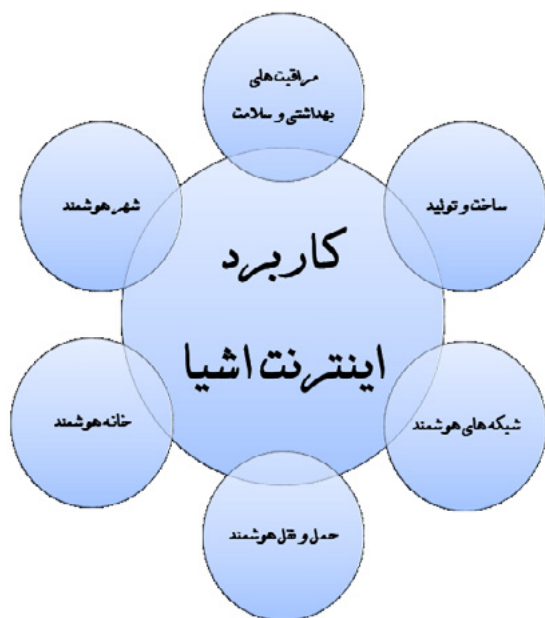 مراقبت‌های
بهداشتی و سلامت
شهر هوشمند
ساخت و تولید
کاربرد
اینترنت اشیا
خانه هوشمند
شبکه های هوشمند
حمل و نقل هوشمند